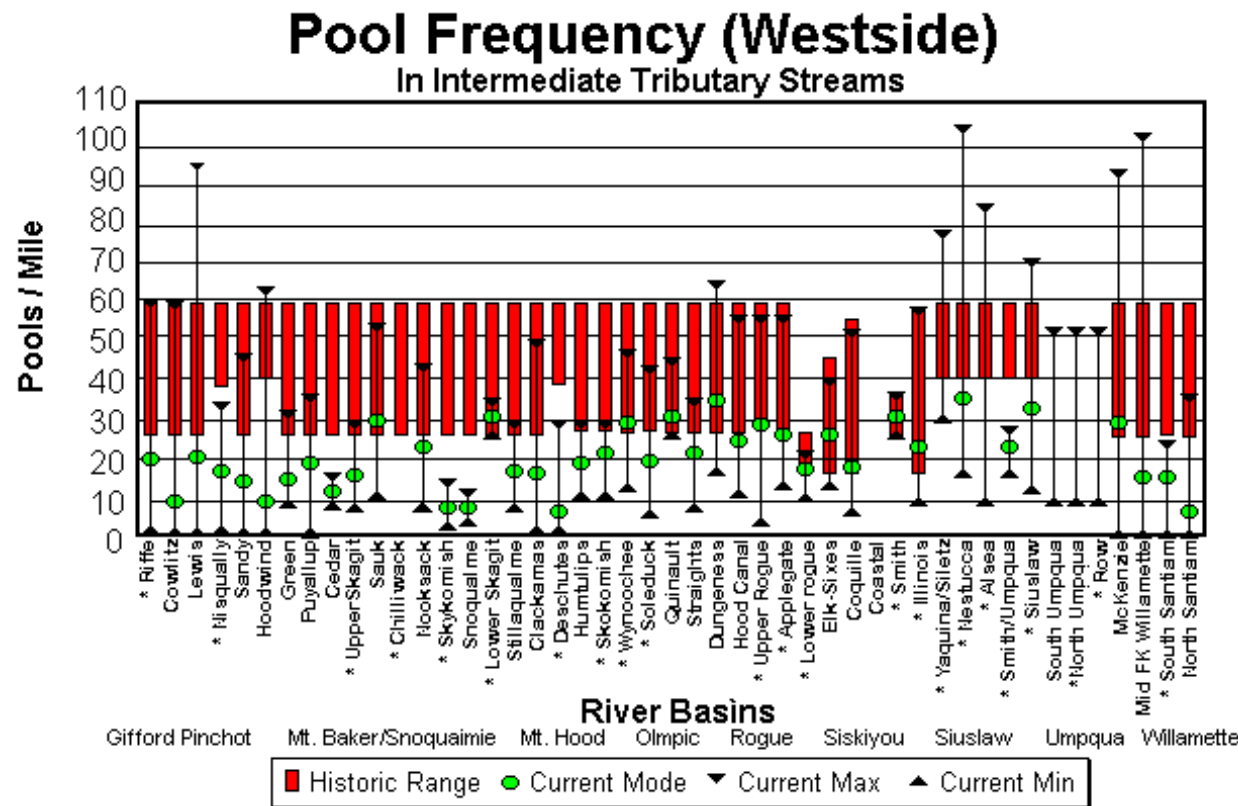 Pool Frequency (Westside)
In Intermediate Tributary Streams
Pools / Mile
110
100
90
80
70
60
50
40
30
20
10
0
* Riffe
Cowlitz
Lewis
* Nisqually
Sandy
Hoodwind
Green
Puyallup
Cedar
* UpperSkagit
Sauk
* Chilliwack
Nooksack
* Skykomish
Snoqualme
* Lower Skagit
Stillaqualme
Clackamas
* Deschutes
Humtulips
* Skokomish
* Wynoochee
* Soleduck
Quinault
Straights
Dungeness
Hood Canal
* Upper Rogue
* Applegate
* Lower rogue
Elk-Sixes
Coquille
Coastal
* Smith
* Illinois
* Yaquina/Siletz
* Nestucca
* Alsea
* Smith/Umpqua
* Siuslaw
South Umpqua
*North Umpqua
* Row
McKenzie
Mid FK Willamette
* South Santiam
North Santiam
River Basins
Gifford Pinchot Mt. Baker/Snoquaimie Mt. Hood Olmpic Rogue Siskiyou Siuslaw Umpqua Willamette
Historic Range Current Mode Current Max Current Min